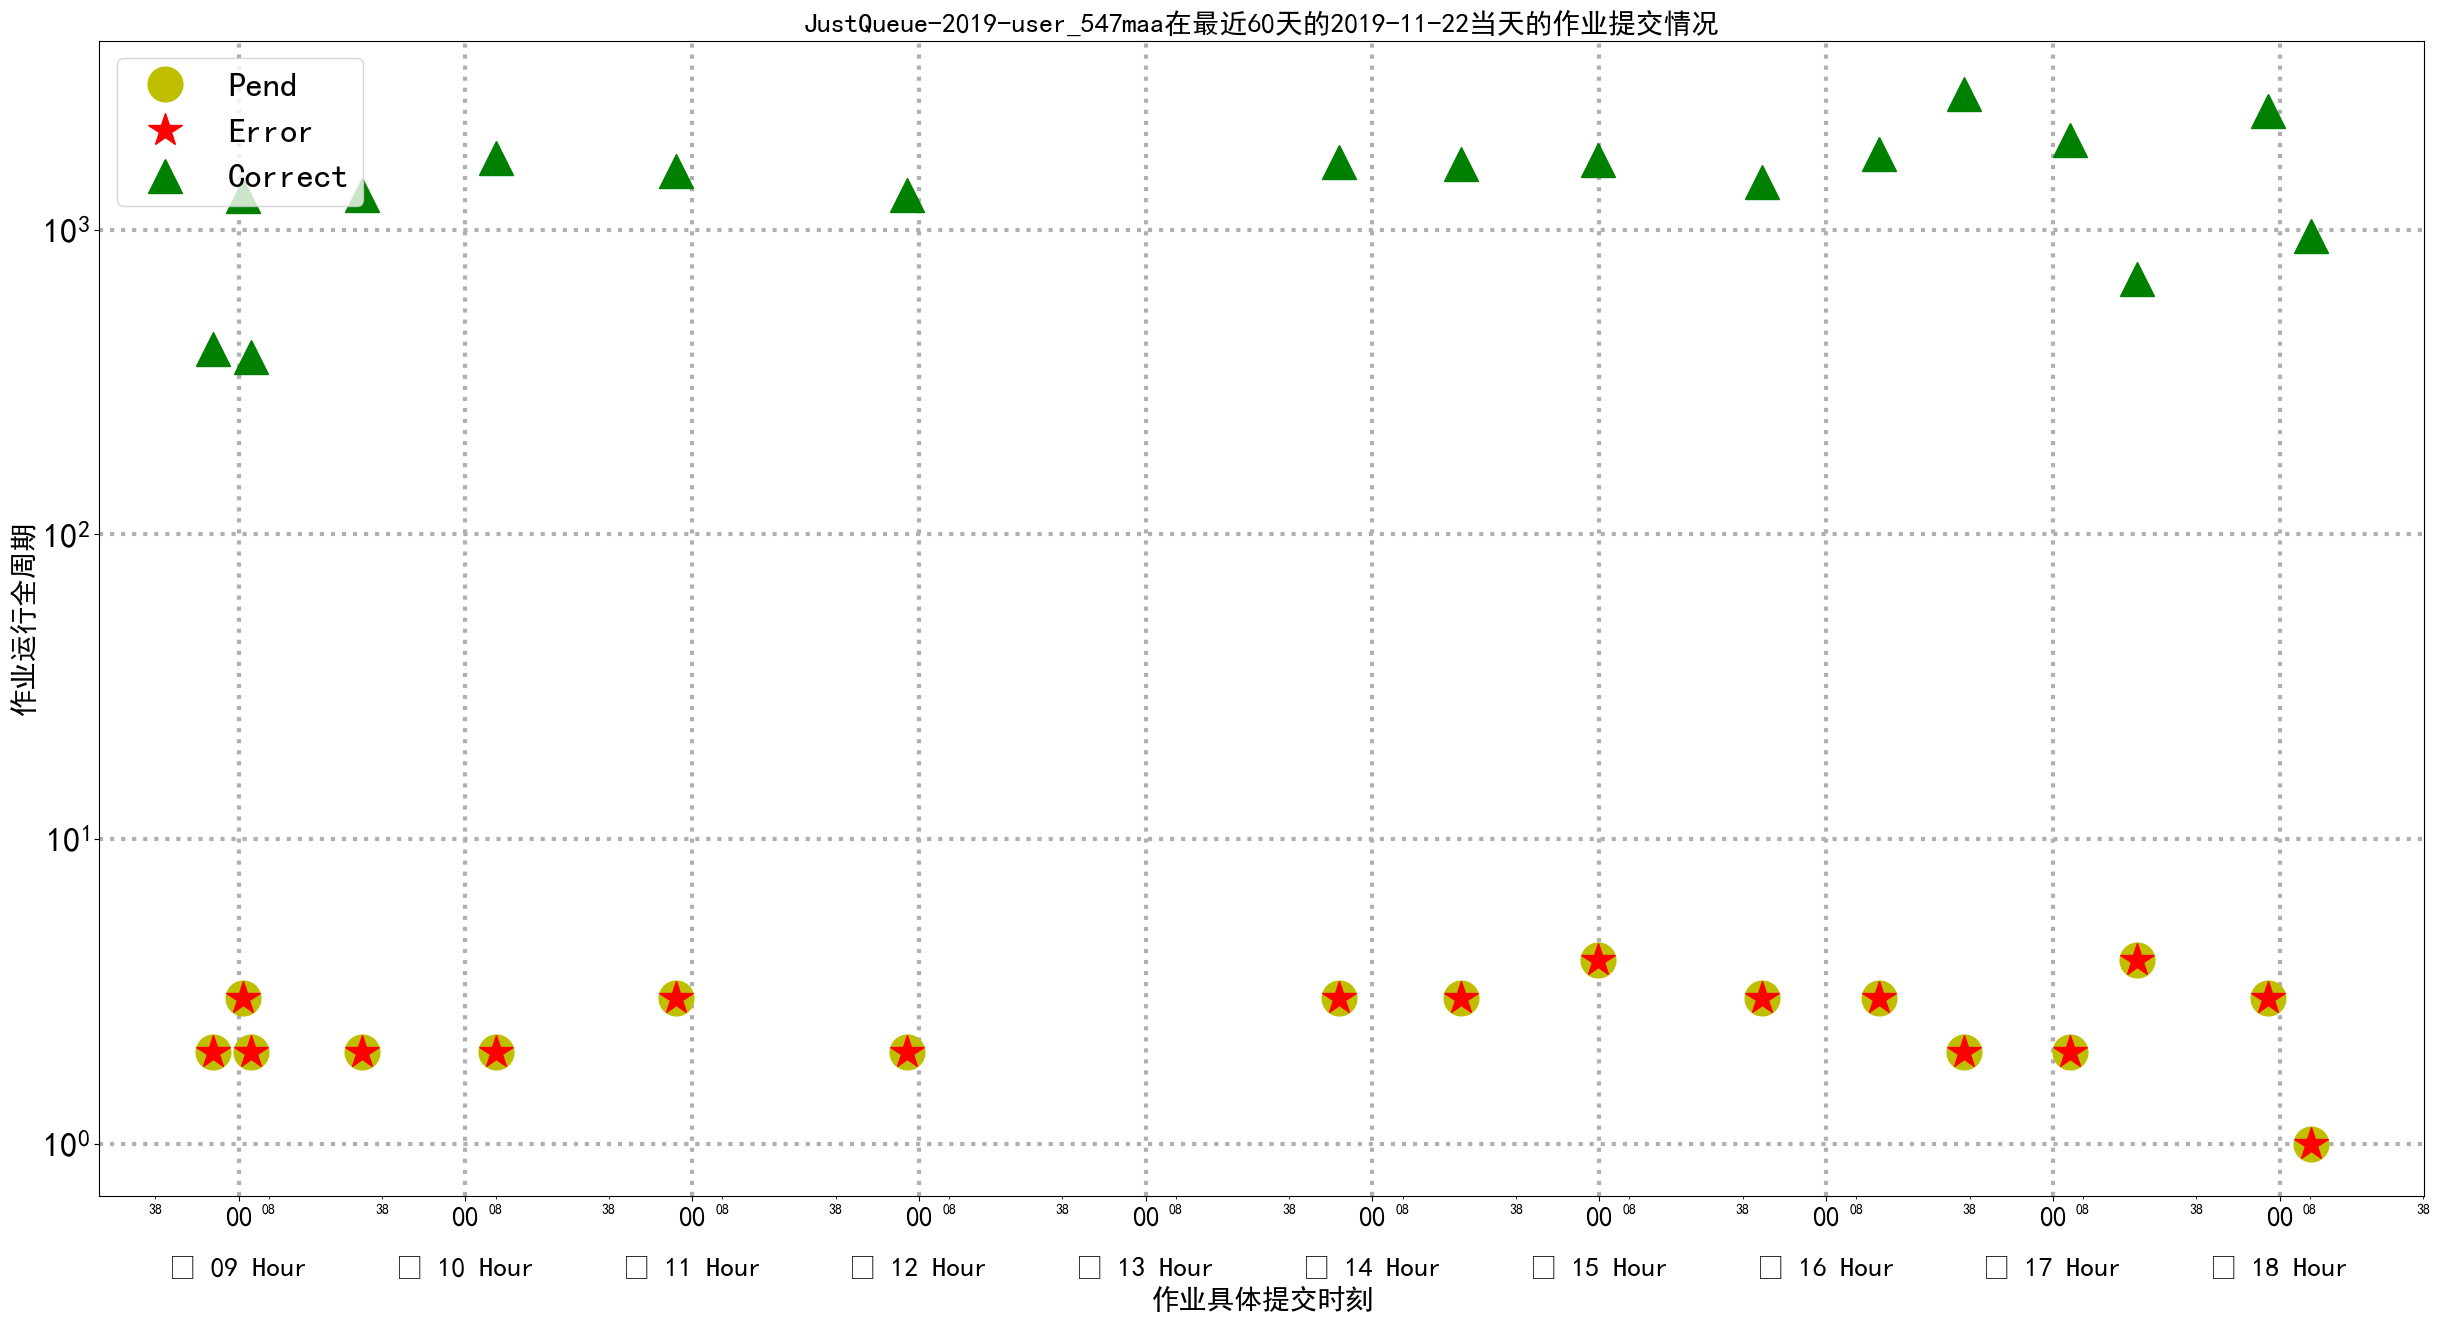 JustQueue-2019-user_547maa在最近60天的2019-11-22当天的作业提交情况
Pend
Error
Correct
10³
10²
10¹
10⁰
作业运行全周期
38 00 08 38 00 08 38 00 08 38 00 08 38 00 08 38 00 08 38 00 08 38 00 08 38 00 08 38 00 08 38
□ 09 Hour □ 10 Hour □ 11 Hour □ 12 Hour □ 13 Hour □ 14 Hour □ 15 Hour □ 16 Hour □ 17 Hour □ 18 Hour
作业具体提交时刻